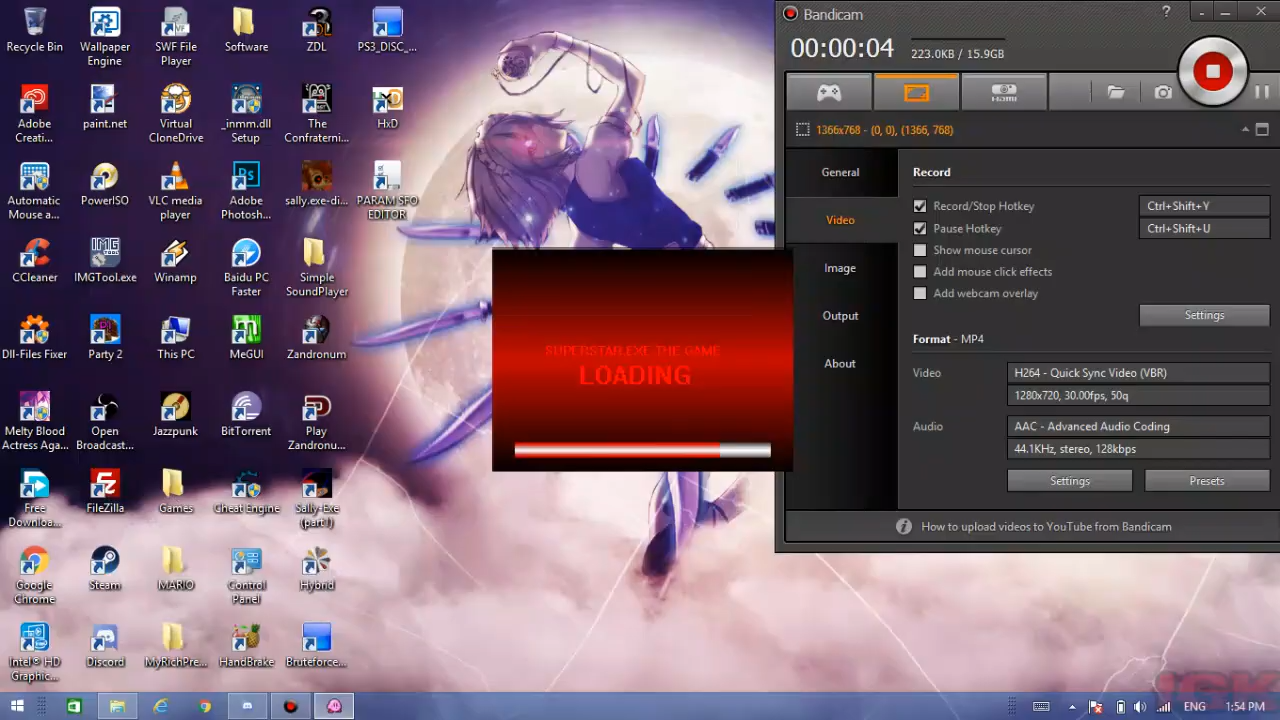 Recycle Bin
Wallpaper
Engine
SWF File
Player
Software
ZDL
PS3_DISC_...
Adobe
Creati...
paint.net
Virtual
CloneDrive
_inmm.dll
Setup
The
Confraterni...
HxD
Automatic
Mouse a...
PowerISO
VLC media
player
Adobe
Photosh...
sally.exe-di...
PARAM SFO
EDITOR
CCleaner
IMGTool.exe
Winamp
Baidu PC
Faster
Simple
SoundPlayer
Dll-Files Fixer
Party 2
This PC
MeGUI
Zandronum
Melty Blood
Actress Aga...
Open
Broadcast...
Jazzpunk
BitTorrent
Play
Zandronu...
Free
Downloa...
FileZilla
Games
Cheat Engine
Sally-Exe
(part 1)
Google
Chrome
Steam
MARIO
Control
Panel
Hybrid
Intel® HD
Graphic...
Discord
MyRichPre...
HandBrake
Bruteforce...
SUPERSTAR.EXE THE GAME
LOADING
Bandicam
?
00:00:04
223.0KB / 15.9GB
HDMI
1366x768 - (0, 0), (1366, 768)
General
Video
Image
Output
About
Record
Record/Stop Hotkey
Ctrl+Shift+Y
Pause Hotkey
Ctrl+Shift+U
Show mouse cursor
Add mouse click effects
Add webcam overlay
Settings
Format - MP4
Video
H264 - Quick Sync Video (VBR)
1280x720, 30.00fps, 50q
Audio
AAC - Advanced Audio Coding
44.1KHz, stereo, 128kbps
Settings
Presets
How to upload videos to YouTube from Bandicam
ENG
1:54 PM